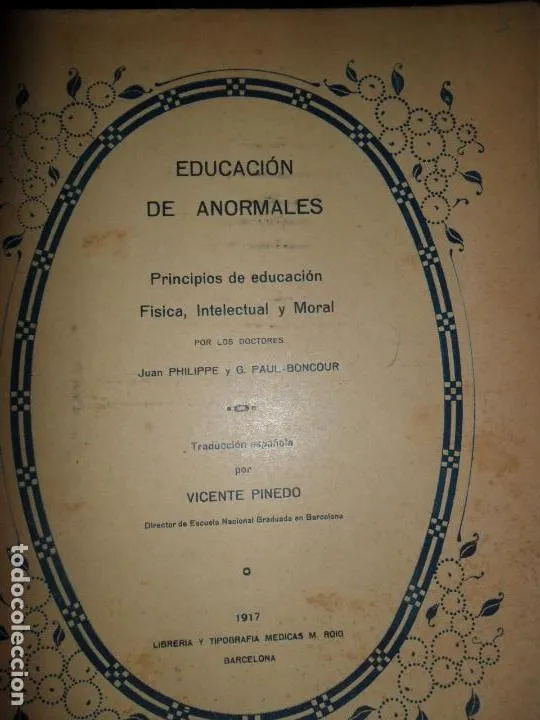 EDUCACIÓN
DE ANORMALES
Principios de educación
Física, Intelectual y Moral
POR LOS DOCTORES
Juan PHILIPPE y G. PAUL-BONCOUR
Traducción española
por
VICENTE PINEDO
Director de Escuela Nacional Graduada en Barcelona
1917
LIBRERIA Y TIPOGRAFIA MEDICAS M. ROIG
BARCELONA
todocoleccion